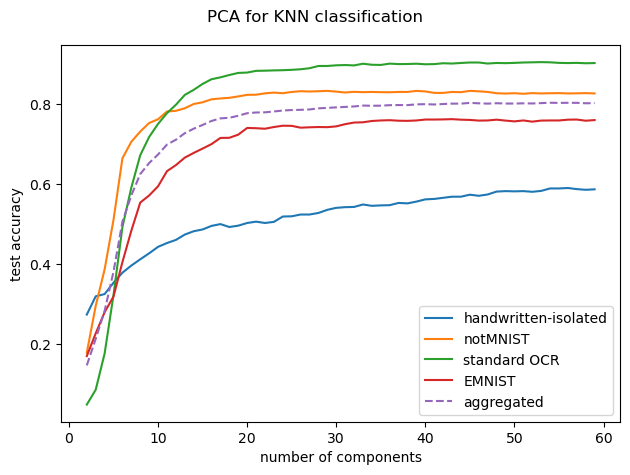 PCA for KNN classification
test accuracy
0.8
0.6
0.4
0.2
handwritten-isolated
notMNIST
standard OCR
EMNIST
aggregated
0 10 20 30 40 50 60
number of components